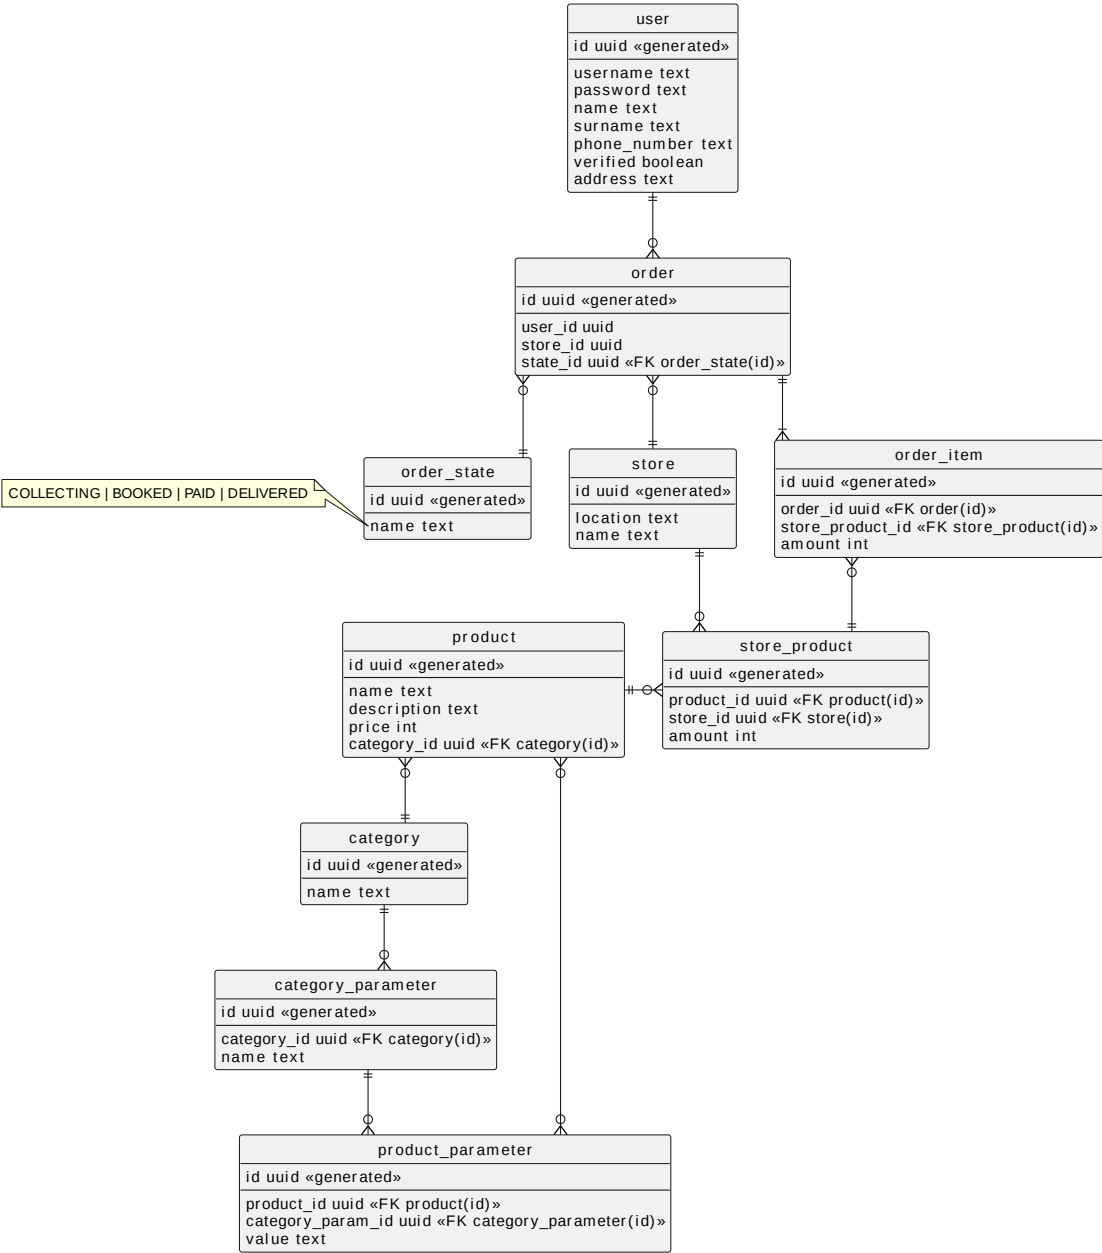 user
id uuid «generated»
username text
password text
name text
surname text
phone_number text
verified boolean
address text
order
id uuid «generated»
user_id uuid
store_id uuid
state_id uuid «FK order_state(id)»
order_state
id uuid «generated»
name text
COLLECTING | BOOKED | PAID | DELIVERED
store
id uuid «generated»
location text
name text
order_item
id uuid «generated»
order_id uuid «FK order(id)»
store_product_id «FK store_product(id)»
amount int
product
id uuid «generated»
name text
description text
price int
category_id uuid «FK category(id)»
store_product
id uuid «generated»
product_id uuid «FK product(id)»
store_id uuid «FK store(id)»
amount int
category
id uuid «generated»
name text
category_parameter
id uuid «generated»
category_id uuid «FK category(id)»
name text
product_parameter
id uuid «generated»
product_id uuid «FK product(id)»
category_param_id uuid «FK category_parameter(id)»
value text